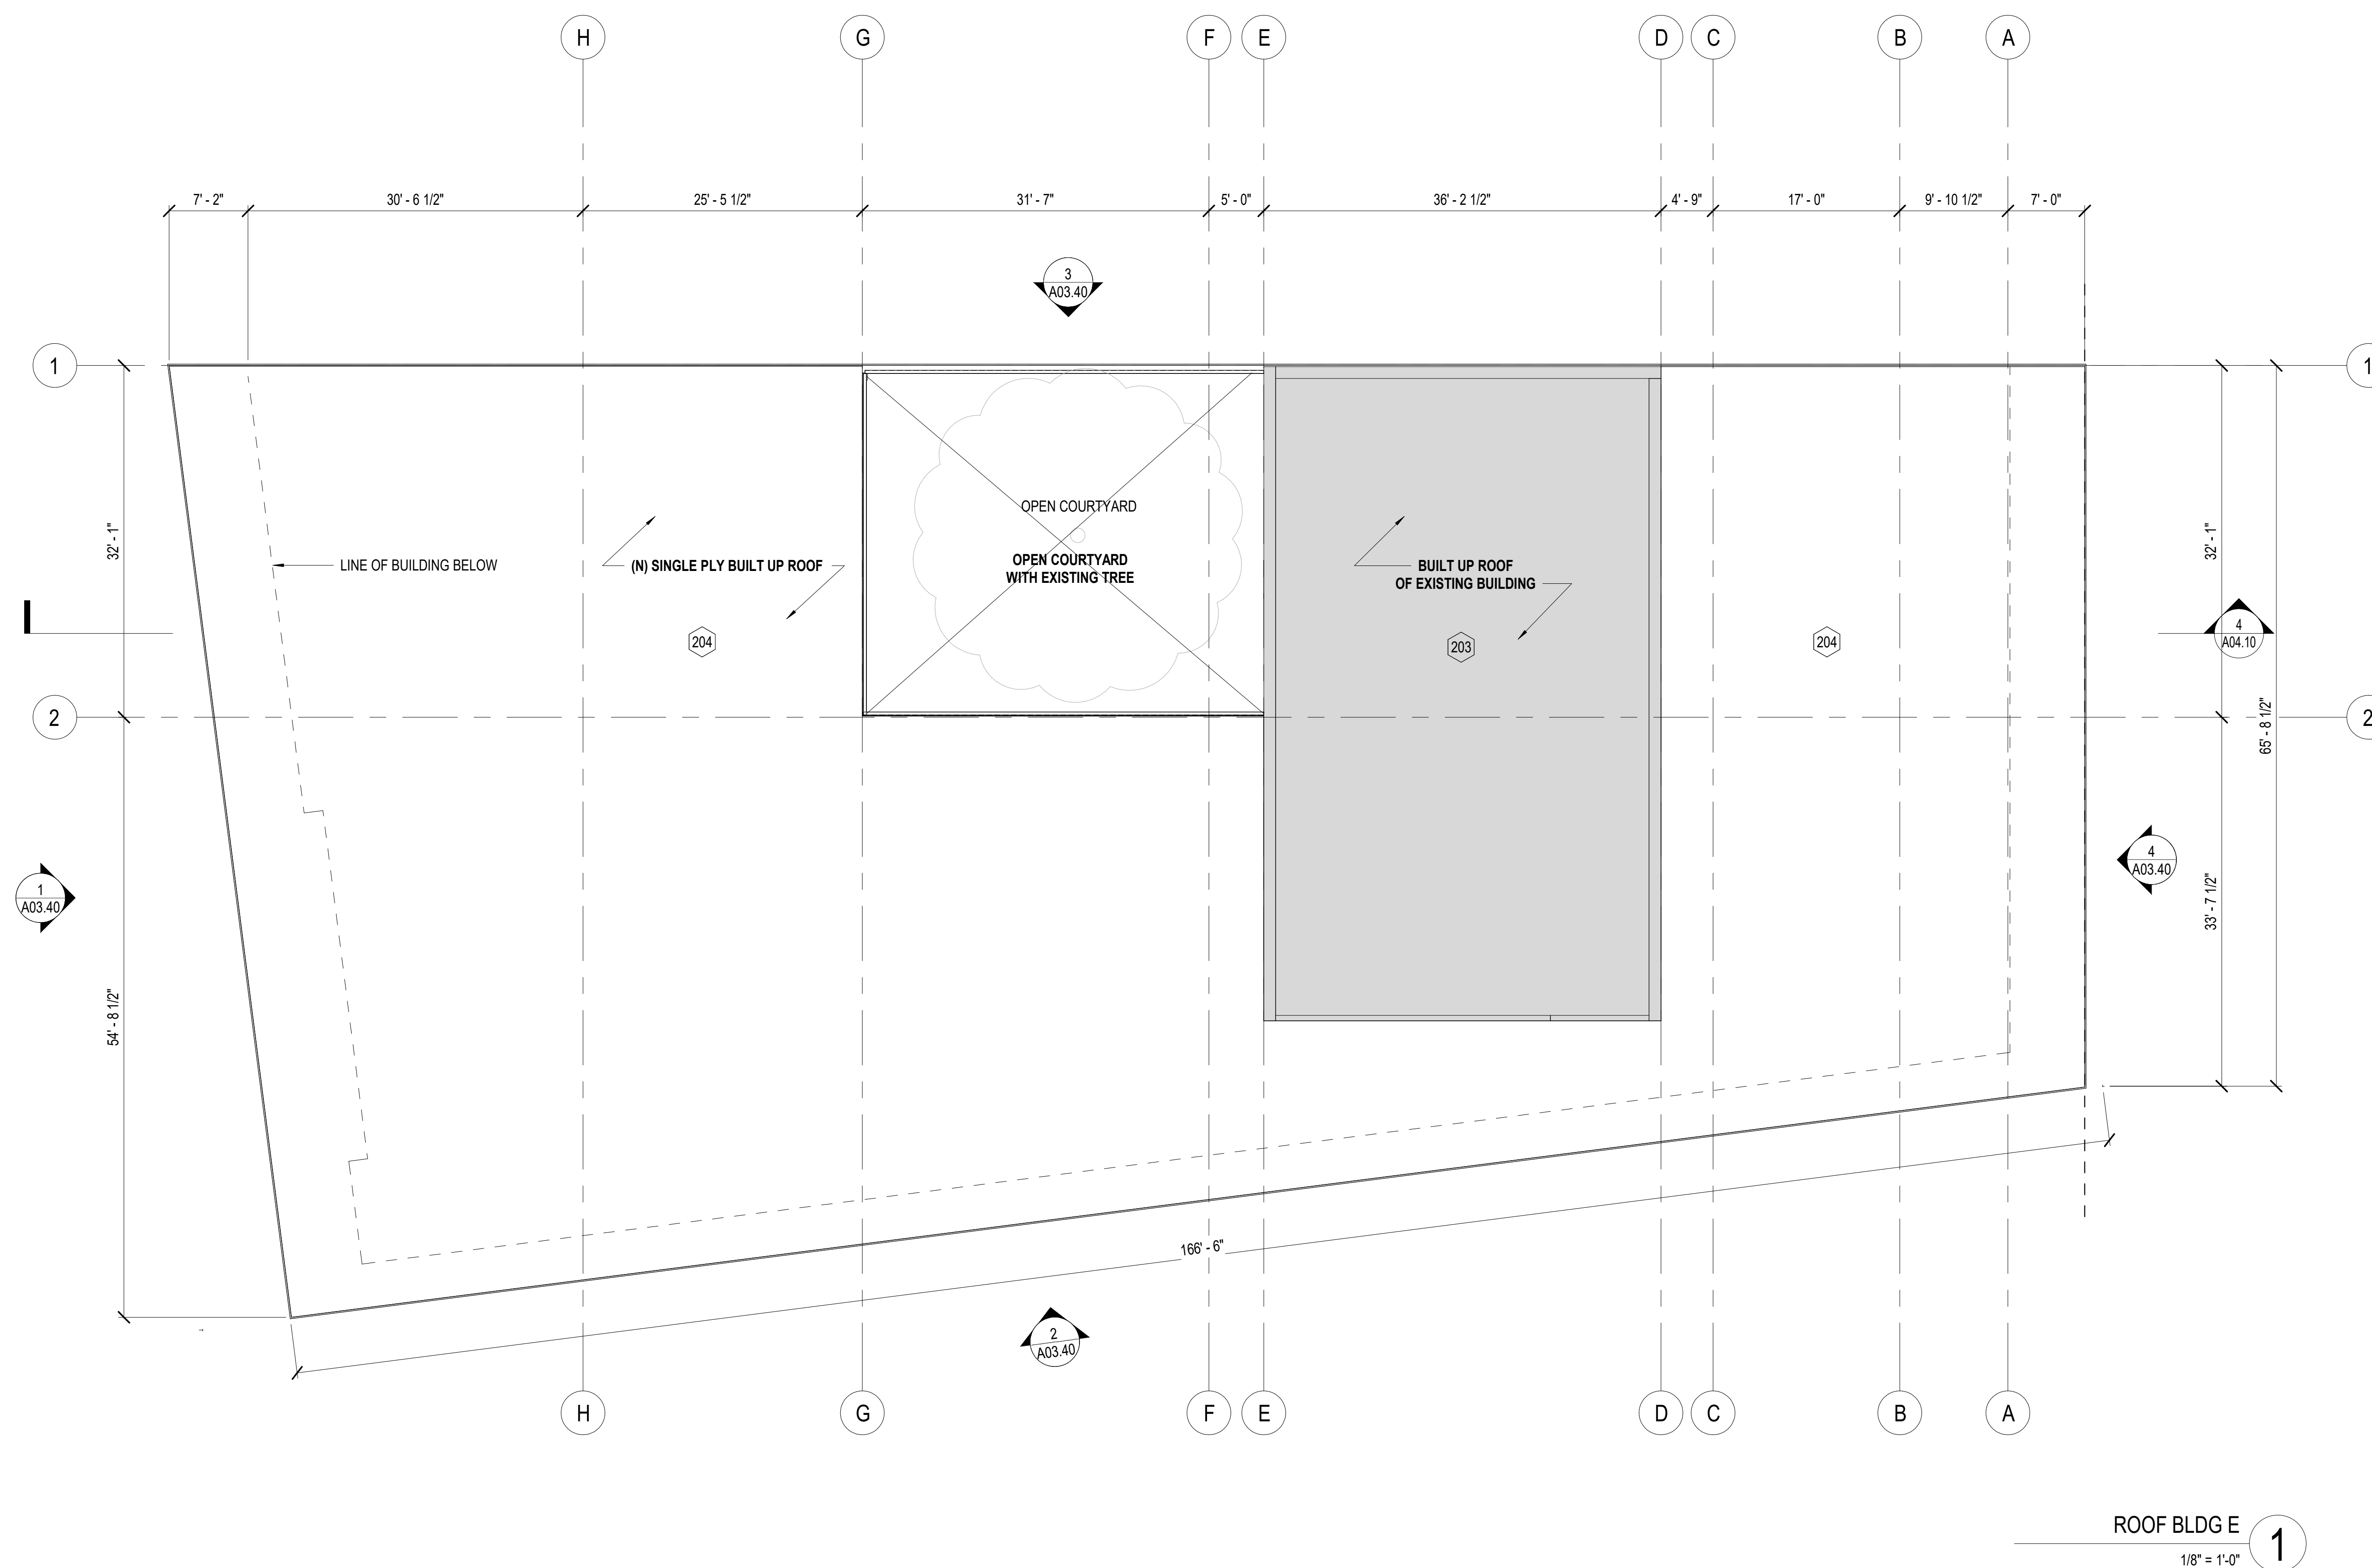 H G F E D C B A
7' - 2" 30' - 6 1/2" 25' - 5 1/2" 31' - 7" 5' - 0" 36' - 2 1/2" 4' - 9" 17' - 0" 9' - 10 1/2" 7' - 0"
3
A03.40
1 1
32' - 1" 32' - 1"
OPEN COURTYARD
LINE OF BUILDING BELOW
(N) SINGLE PLY BUILT UP ROOF
OPEN COURTYARD
WITH EXISTING TREE
BUILT UP ROOF
OF EXISTING BUILDING
204 203 204
4
A04.10
2 2
65' - 8 1/2"
4
A03.40
1
A03.40
33' - 7 1/2"
54' - 8 1/2"
166' - 6"
2
A03.40
H G F E D C B A
ROOF BLDG E
1
1/8" = 1'-0"